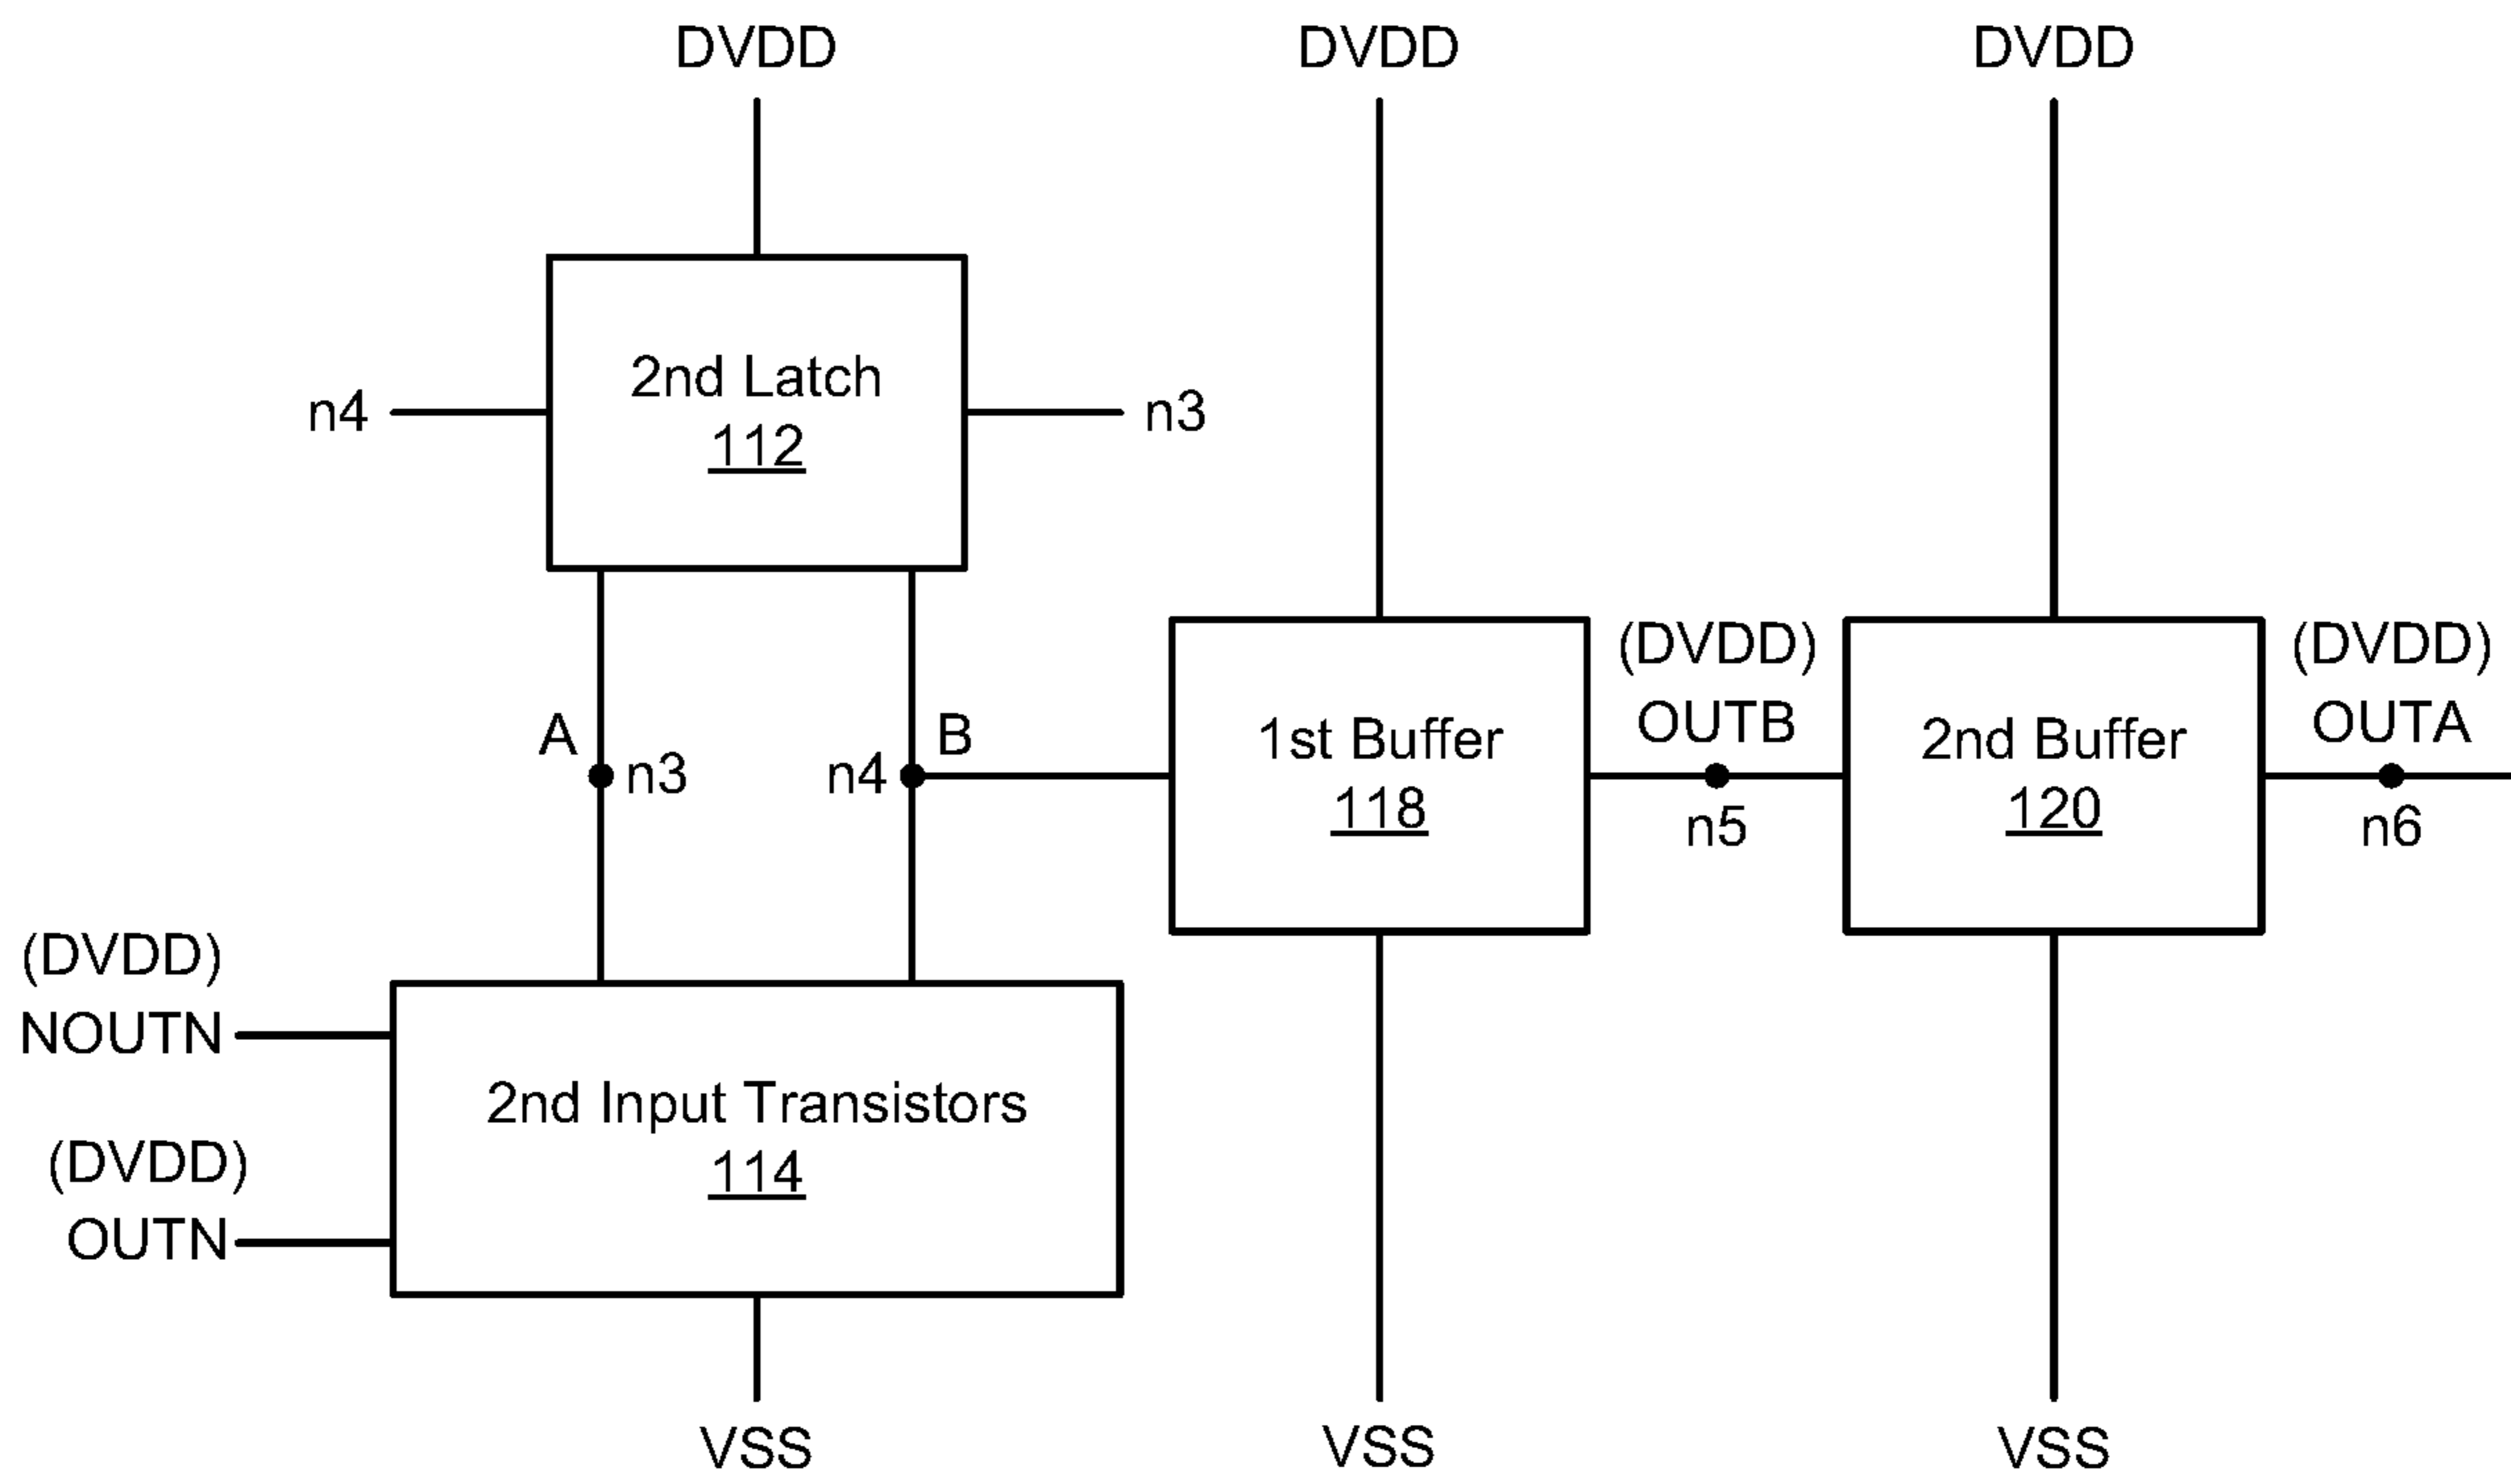 DVDD
DVDD
DVDD
2nd Latch
112
n4
n3
A
n3
n4
B
1st Buffer
118
(DVDD)
OUTB
n5
2nd Buffer
120
(DVDD)
OUTA
n6
(DVDD)
NOUTN
(DVDD)
OUTN
2nd Input Transistors
114
VSS
VSS
VSS